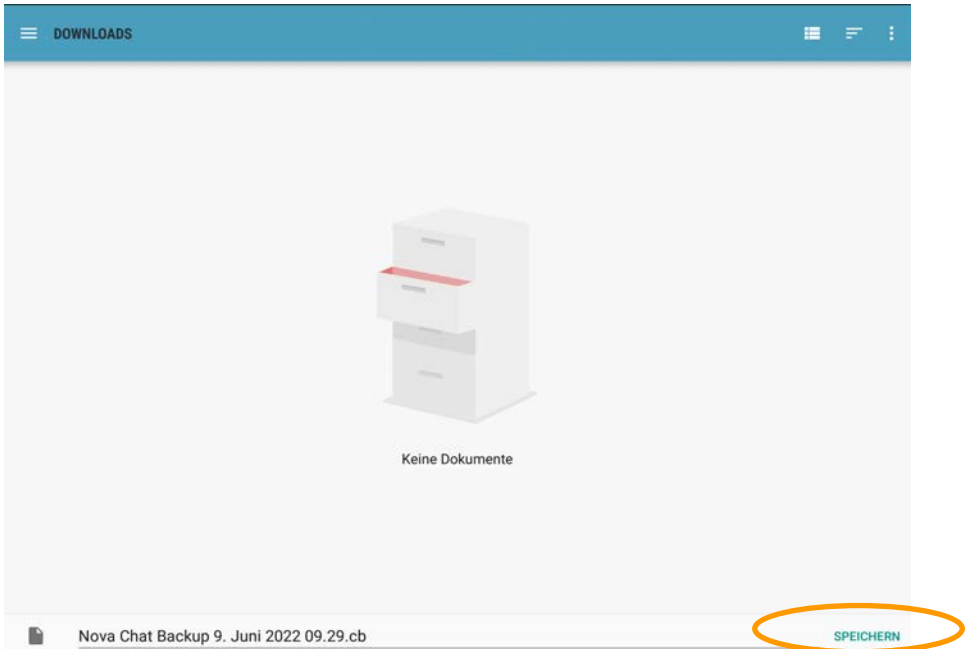 DOWNLOADS
Keine Dokumente
Nova Chat Backup 9. Juni 2022 09.29.cb
SPEICHERN